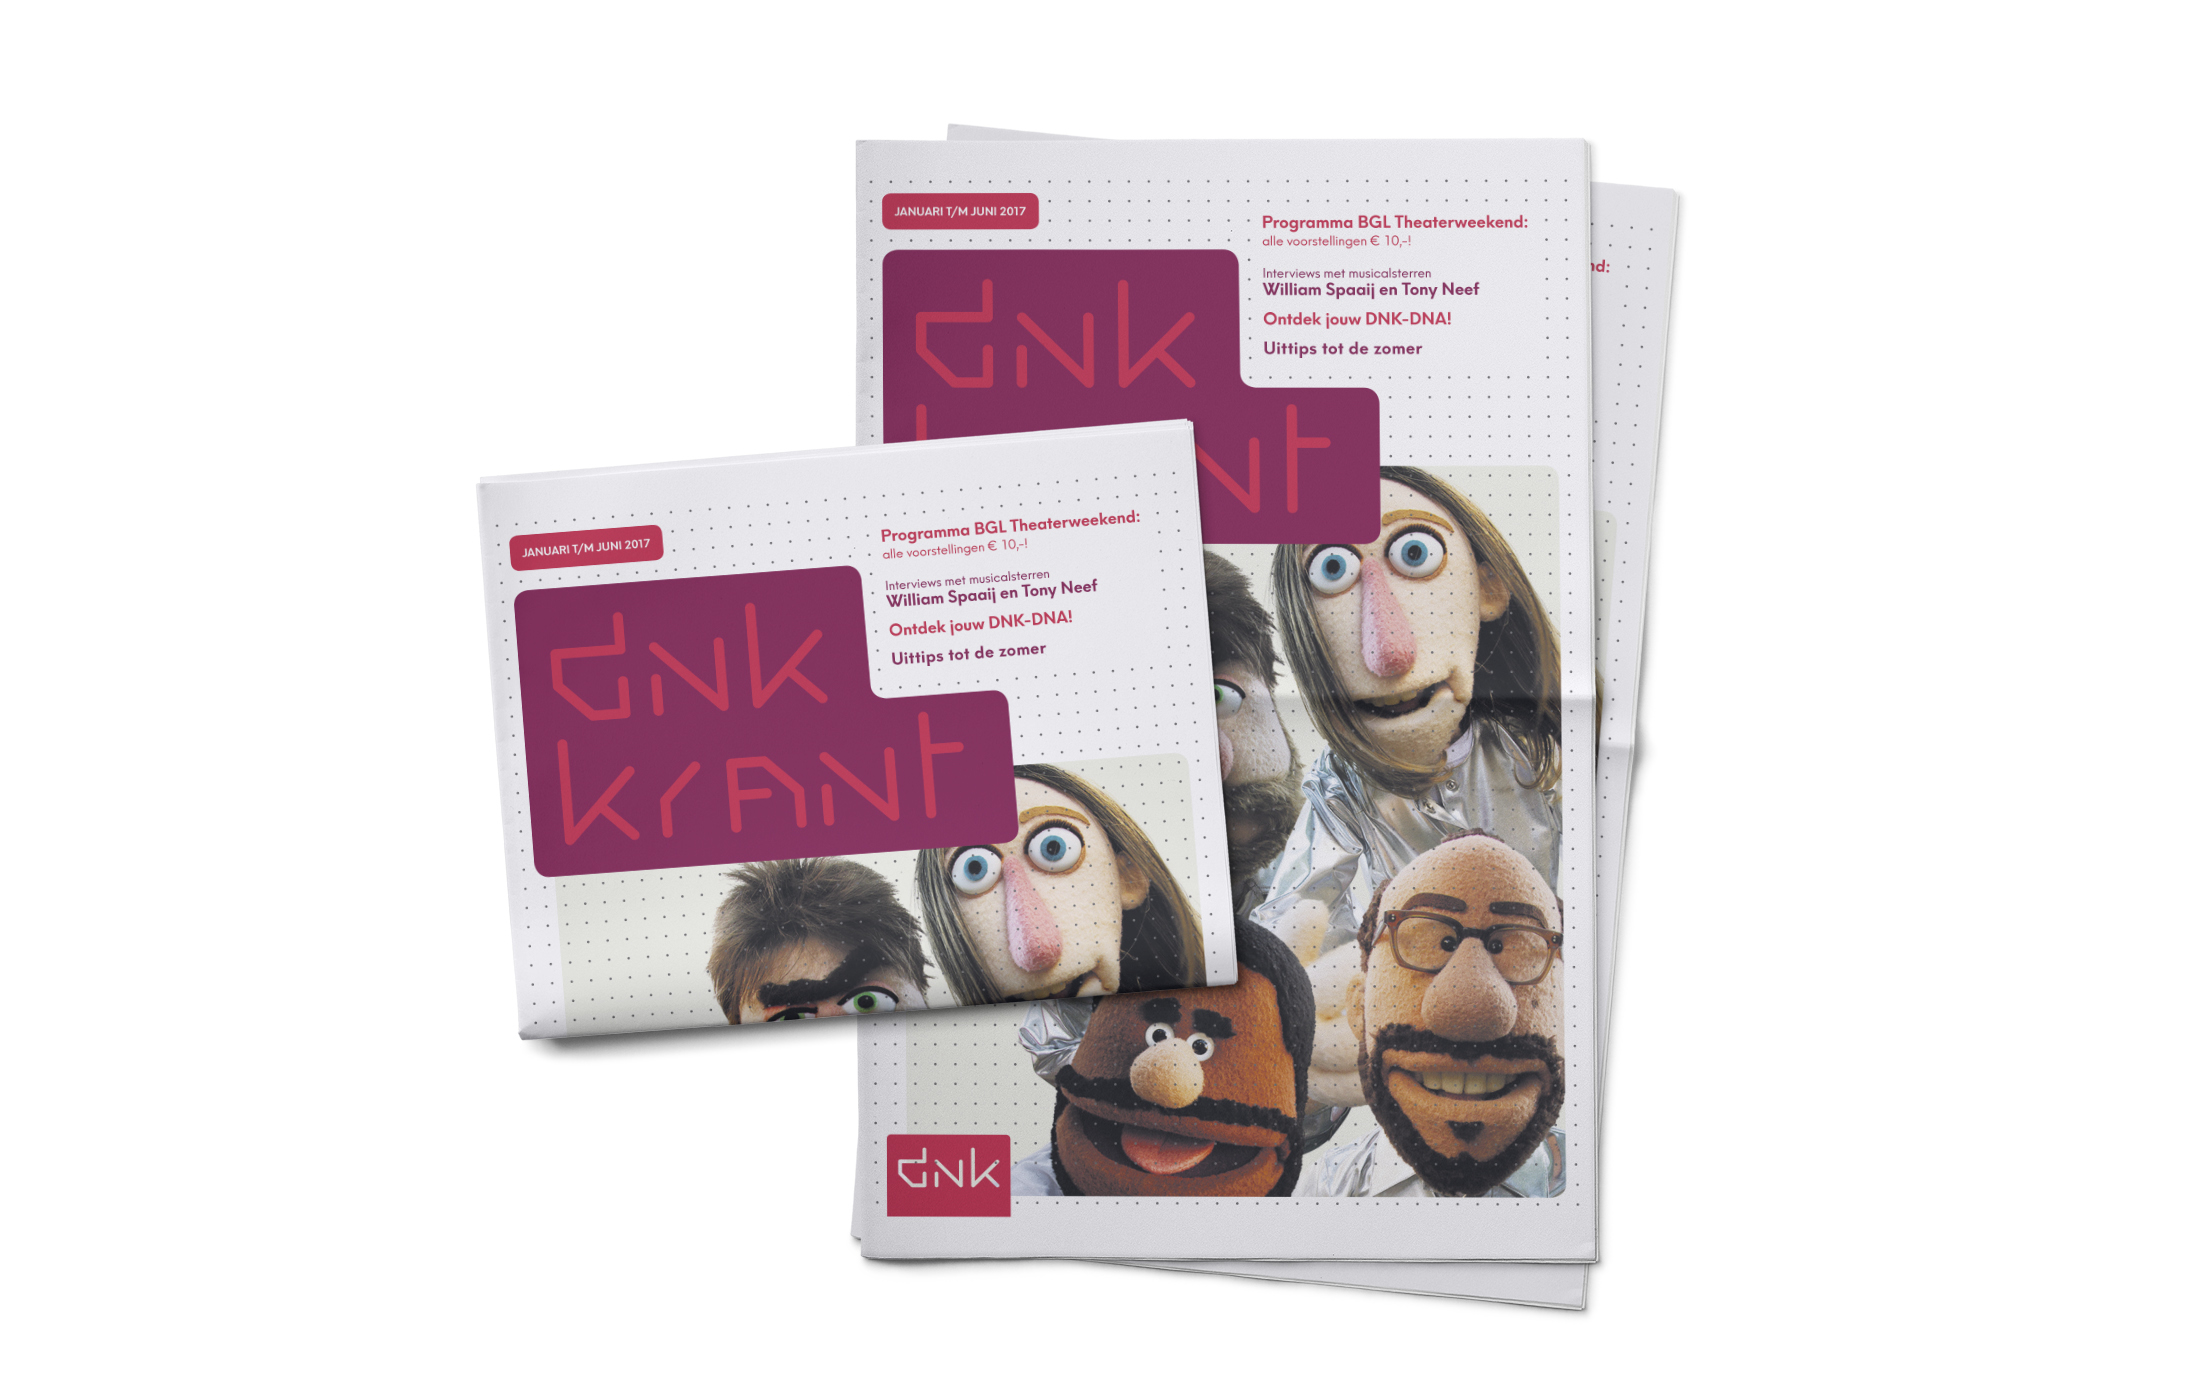 JANUARI T/M JUNI 2017
Programma BGL Theaterweekend:
alle voorstellingen € 10,-!
Interviews met musicalsterren
William Spaaij en Tony Neef
Ontdek jouw DNK-DNA!
Uittips tot de zomer
dnk
nt
nd:
dnk
JANUARI T/M JUNI 2017
Programma BGL Theaterweekend:
alle voorstellingen € 10,-!
Interviews met musicalsterren
William Spaaij en Tony Neef
Ontdek jouw DNK-DNA!
Uittips tot de zomer
dnk
krant